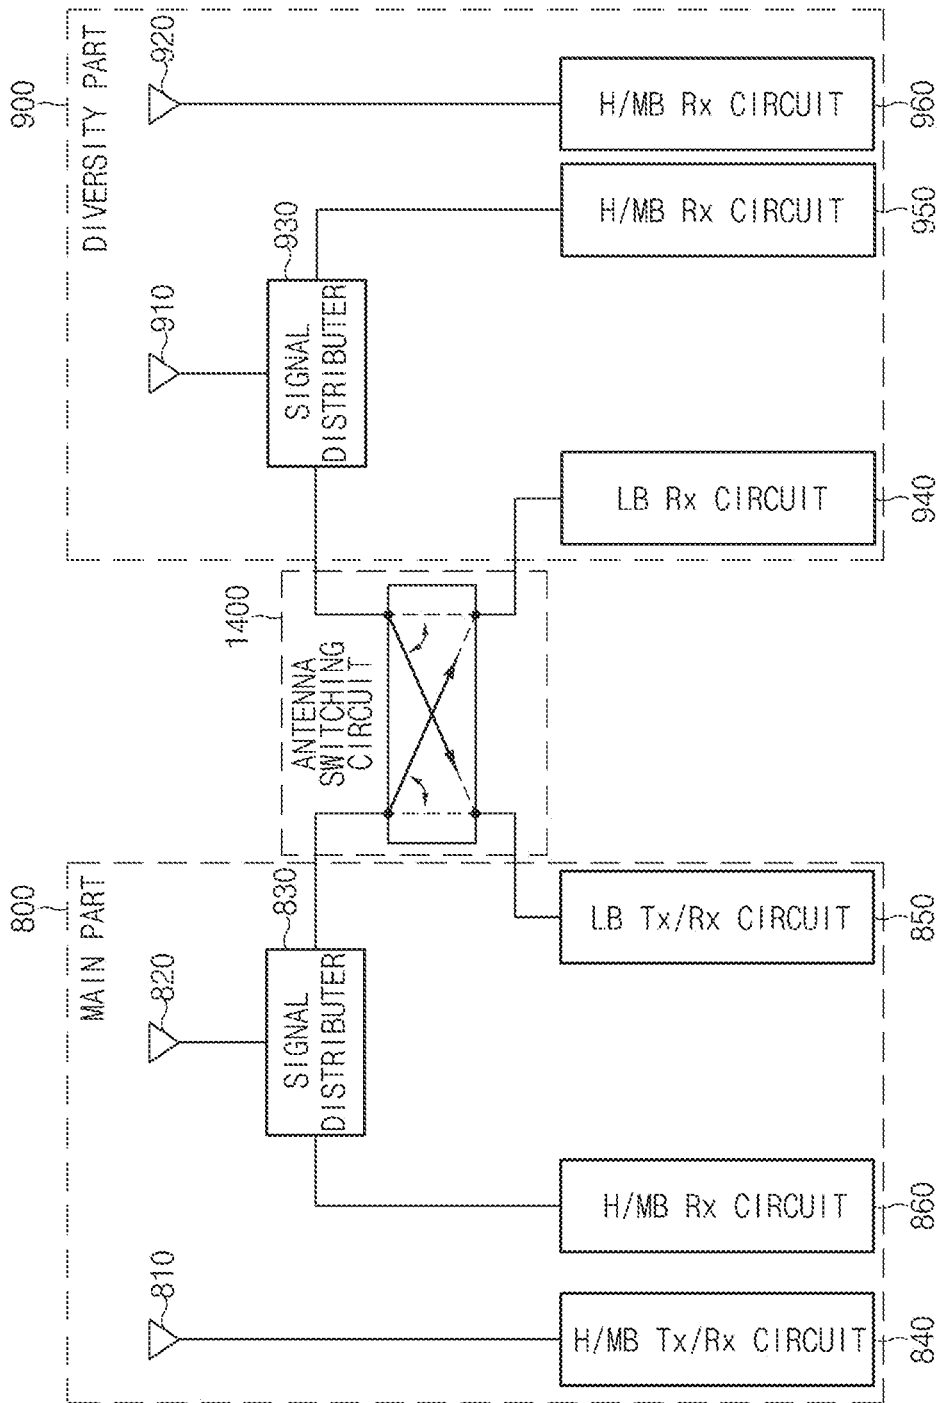 800
MAIN PART
810
820
830
SIGNAL
DISTRIBUTER
H/MB Tx/Rx CIRCUIT
840
H/MB Rx CIRCUIT
860
LB Tx/Rx CIRCUIT
850
1400
ANTENNA
SWITCHING
CIRCUIT
900
DIVERSITY PART
910
920
930
SIGNAL
DISTRIBUTER
LB Rx CIRCUIT
940
H/MB Rx CIRCUIT
950
H/MB Rx CIRCUIT
960